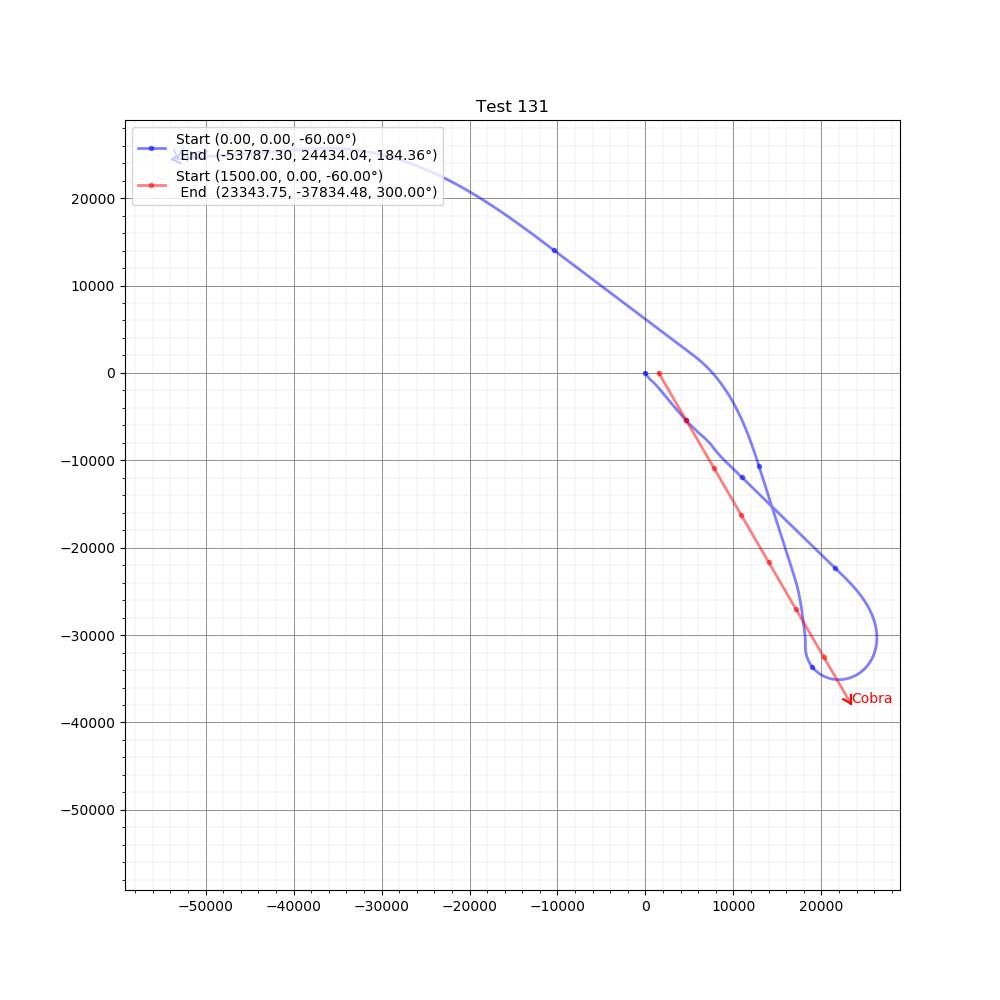 Test 131
Start (0.00, 0.00, -60.00°)
End (-53787.30, 24434.04, 184.36°)
Start (1500.00, 0.00, -60.00°)
End (23343.75, -37834.48, 300.00°)
20000
10000
0
−10000
−20000
−30000
−40000
−50000
Cobra
−50000 −40000 −30000 −20000 −10000 0 10000 20000